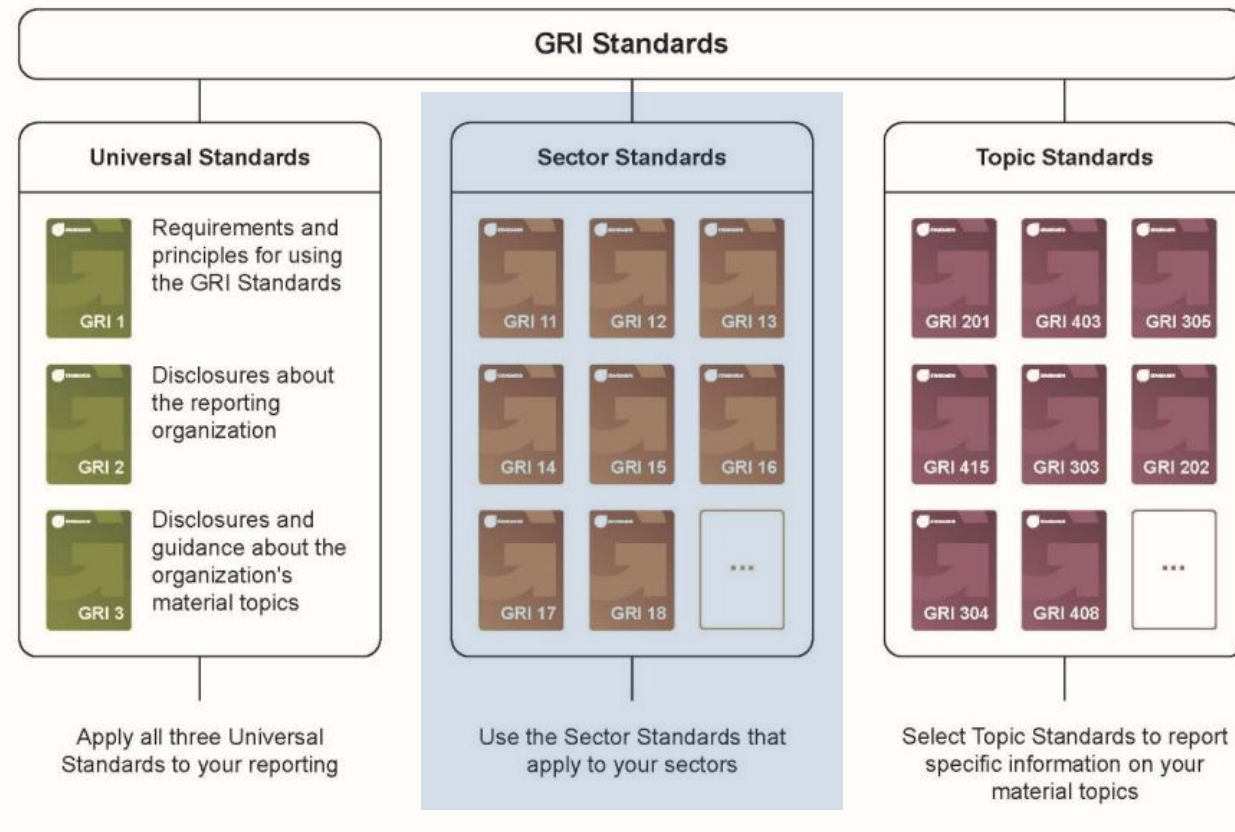 GRI Standards
Universal Standards
GRI 1
Requirements and
principles for using
the GRI Standards
GRI 2
Disclosures about
the reporting
organization
GRI 3
Disclosures and
guidance about the
organization's
material topics
Apply all three Universal
Standards to your reporting
Sector Standards
GRI 11
GRI 12
GRI 13
GRI 14
GRI 15
GRI 16
GRI 17
GRI 18
...
Use the Sector Standards that
apply to your sectors
Topic Standards
GRI 201
GRI 403
GRI 305
GRI 415
GRI 303
GRI 202
GRI 304
GRI 408
...
Select Topic Standards to report
specific information on your
material topics